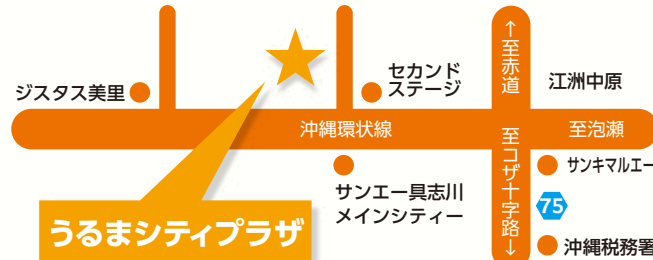 ↑至赤道
セカンド
ステージ
江洲中原
ジスタス美里
沖縄環状線
至泡瀬
至コザ十字路↓
サンキマルエー
サンエー具志川
メインシティー
75
うるまシティプラザ
沖縄税務署